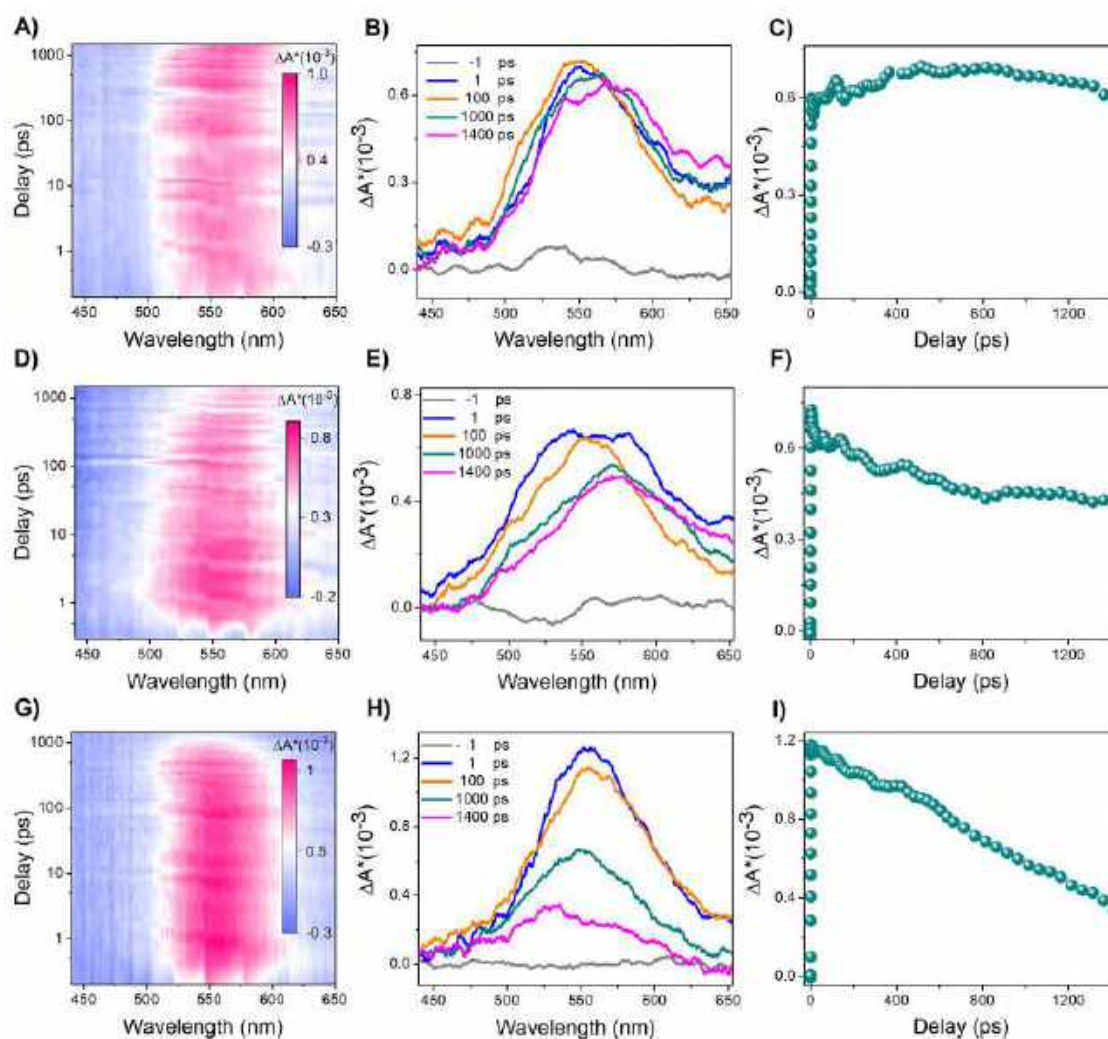 A)
ΔA*(10-3)
1.0
0.4
-0.3
1000
100
10
1
Delay (ps)
450 500 550 600 650
Wavelength (nm)
B)
-1 ps
1 ps
100 ps
1000 ps
1400 ps
0.6
0.3
0.0
ΔA*(10-3)
450 500 550 600 650
Wavelength (nm)
C)
0.6
0.3
0.0
ΔA*(10-3)
0 400 800 1200
Delay (ps)
D)
0.8
0.3
-0.2
1000
100
10
1
Delay (ps)
450 500 550 600 650
Wavelength (nm)
E)
-1 ps
1 ps
100 ps
1000 ps
1400 ps
0.8
0.4
0.0
ΔA*(10-3)
450 500 550 600 650
Wavelength (nm)
F)
0.6
0.3
0.0
ΔA*(10-3)
0 400 800 1200
Delay (ps)
G)
1
0.5
-0.3
1000
100
10
1
Delay (ps)
450 500 550 600 650
Wavelength (nm)
H)
- 1 ps
1 ps
100 ps
1000 ps
1400 ps
1.2
0.8
0.4
0.0
ΔA*(10-3)
450 500 550 600 650
Wavelength (nm)
I)
1.2
0.8
0.4
0.0
ΔA*(10-3)
0 400 800 1200
Delay (ps)